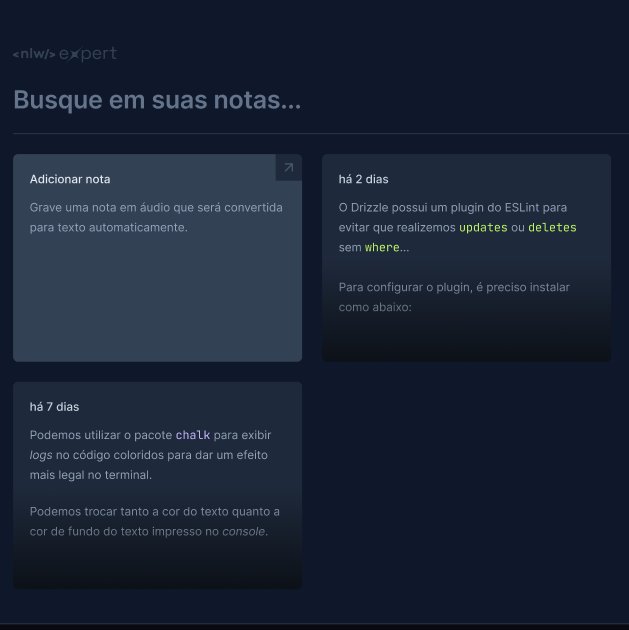 <nlw/> expert
Busque em suas notas...
Adicionar nota
Grave uma nota em áudio que será convertida
para texto automaticamente.
há 2 dias
O Drizzle possui um plugin do ESLint para
evitar que realizemos updates ou deletes
sem where...
Para configurar o plugin, é preciso instalar
como abaixo:
há 7 dias
Podemos utilizar o pacote chalk para exibir
logs no código coloridos para dar um efeito
mais legal no terminal.
Podemos trocar tanto a cor do texto quanto a
cor de fundo do texto impresso no console.